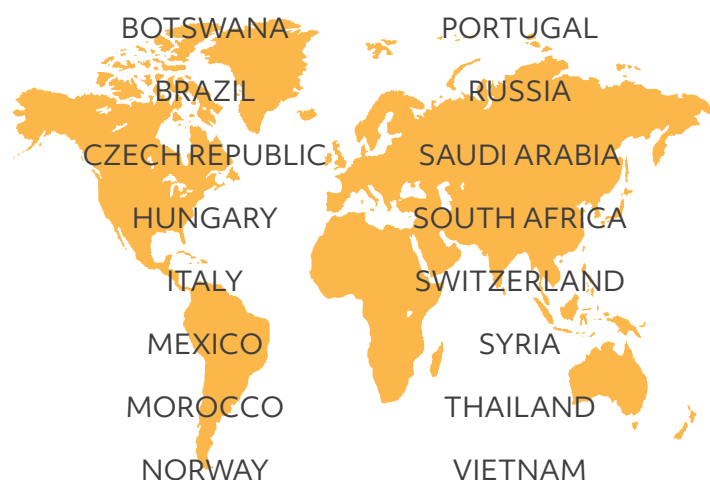 BOTSWANA
BRAZIL
CZECH REPUBLIC
HUNGARY
ITALY
MEXICO
MOROCCO
NORWAY
PORTUGAL
RUSSIA
SAUDI ARABIA
SOUTH AFRICA
SWITZERLAND
SYRIA
THAILAND
VIETNAM